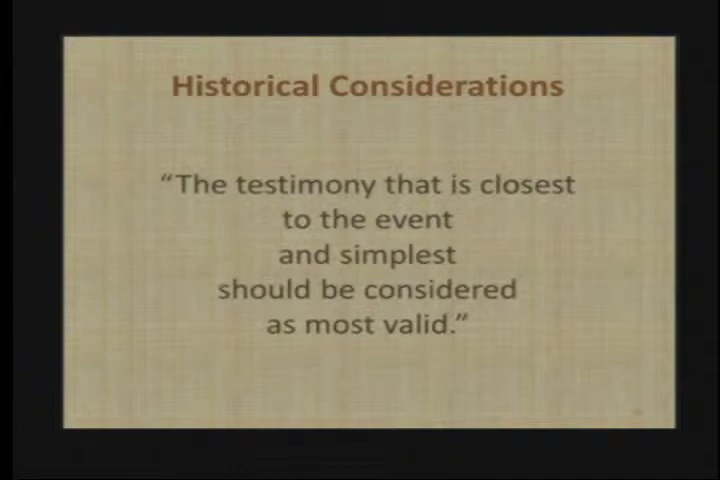 Historical Considerations
“The testimony that is closest
to the event
and simplest
should be considered
as most valid.”